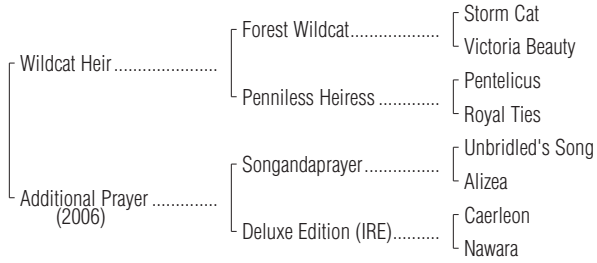 Storm Cat
Forest Wildcat...................
Victoria Beauty
Wildcat Heir......................
Pentelicus
Penniless Heiress .............
Royal Ties
Unbridled's Song
Songandaprayer................
Alizea
Additional Prayer ..............
(2006)
Caerleon
Deluxe Edition (IRE)..........
Nawara